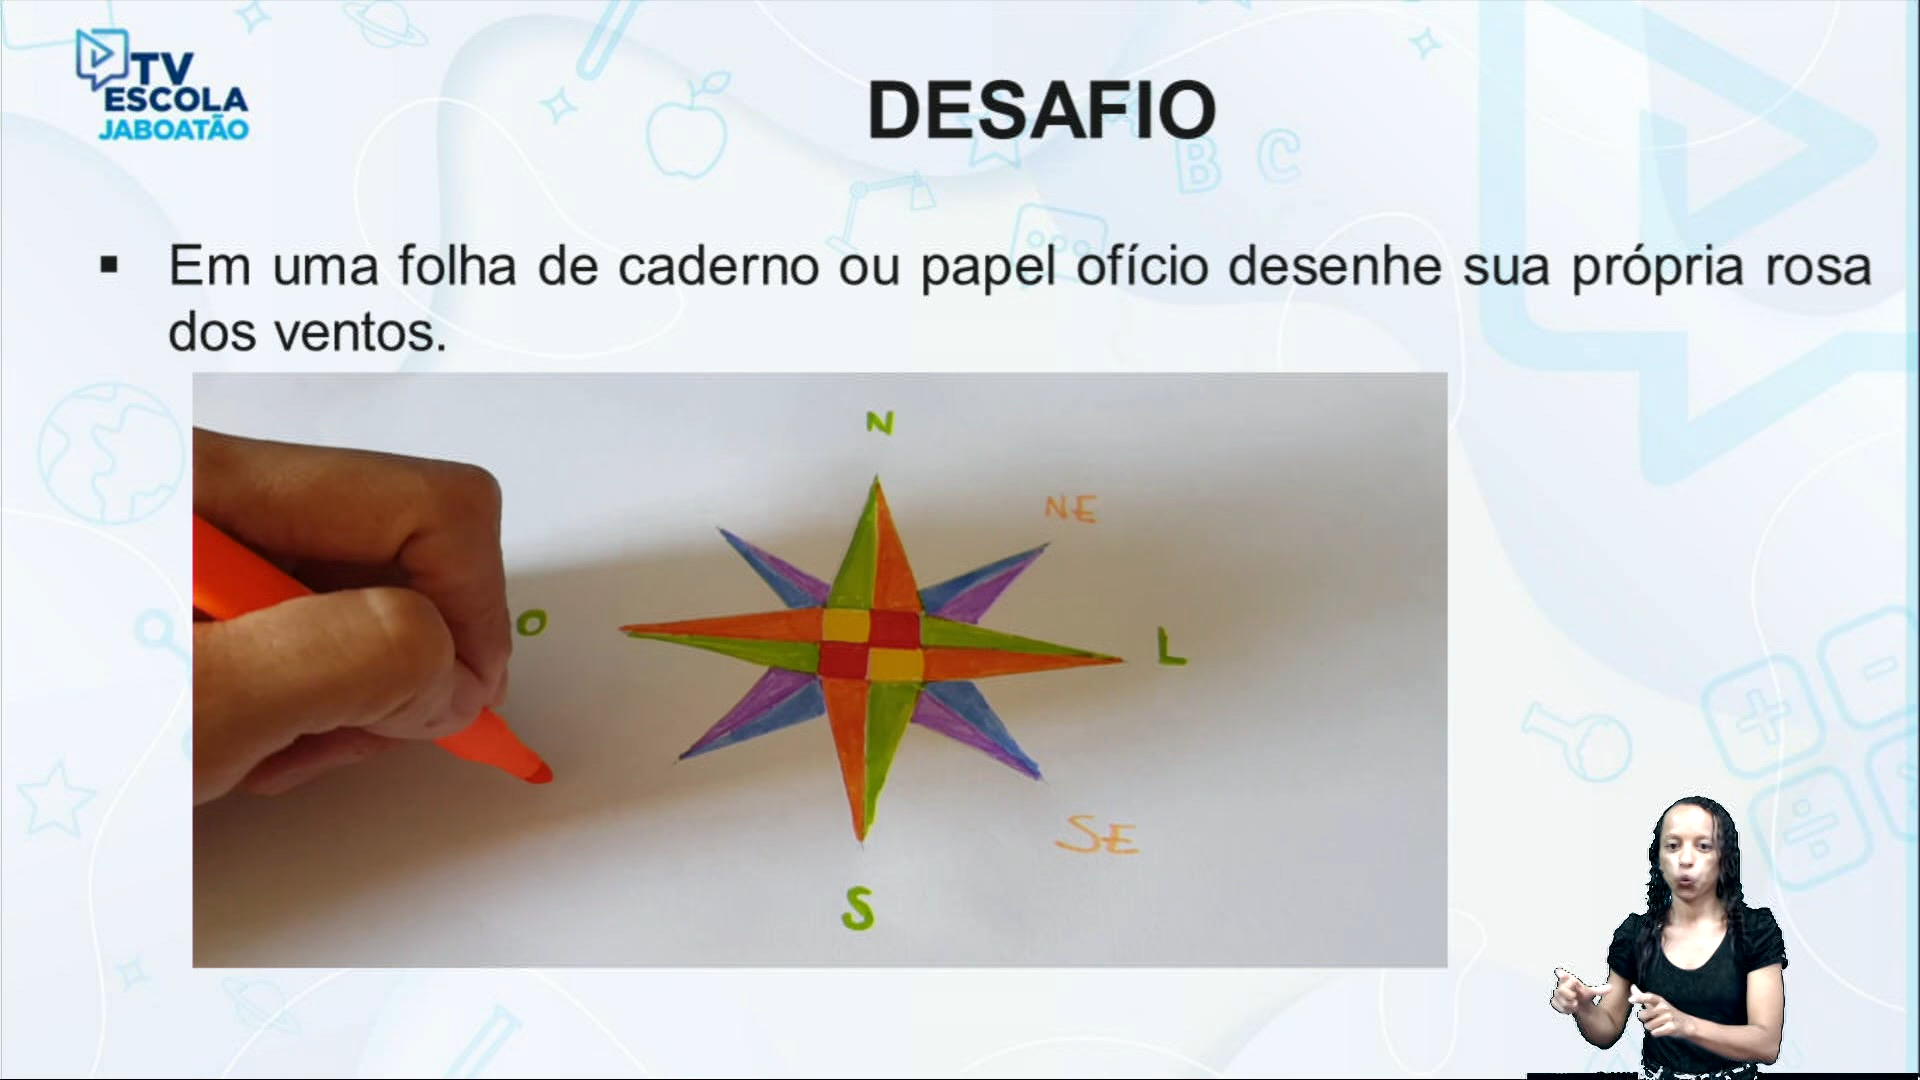 TV
ESCOLA
JABOATÃO
DESAFIO
B C
▪ Em uma folha de caderno ou papel ofício desenhe sua própria rosa
dos ventos.
N
NE
O
L
SE
S